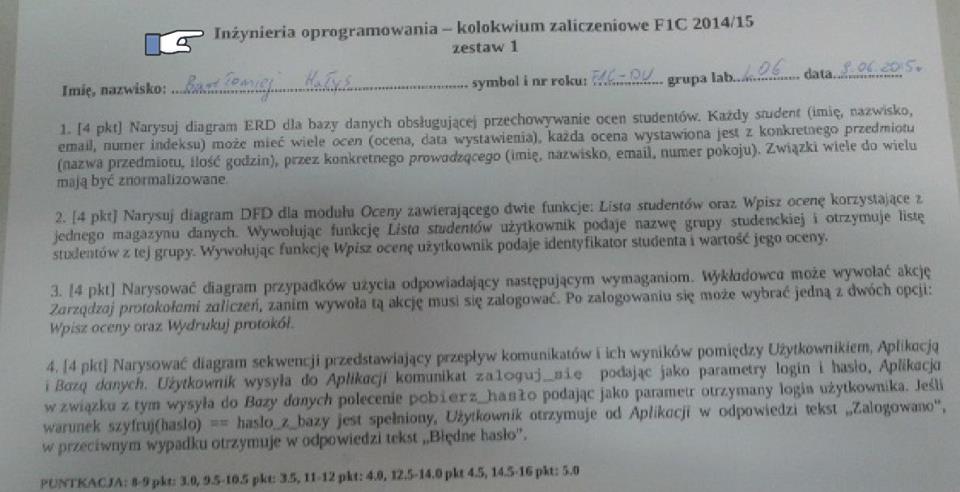 Inżynieria oprogramowania – kolokwium zaliczeniowe F1C 2014/15
zestaw 1
Imię, nazwisko: Bartłomiej Małys symbol i nr roku: F1C-DU grupa lab. L06 data 9.06.2015r
1. [4 pkt] Narysuj diagram ERD dla bazy danych obsługującej przechowywanie ocen studentów. Każdy student (imię, nazwisko,
email, numer indeksu) może mieć wiele ocen (ocena, data wystawienia), każda ocena wystawiona jest z konkretnego przedmiotu
(nazwa przedmiotu, ilość godzin), przez konkretnego prowadzącego (imię, nazwisko, email, numer pokoju). Związki wiele do wielu
mają być znormalizowane.
2. [4 pkt] Narysuj diagram DFD dla modułu Oceny zawierającego dwie funkcje: Lista studentów oraz Wpisz ocenę korzystające z
jednego magazynu danych. Wywołując funkcję Lista studentów użytkownik podaje nazwę grupy studenckiej i otrzymuje listę
studentów z tej grupy. Wywołując funkcję Wpisz ocenę użytkownik podaje identyfikator studenta i wartość jego oceny.
3. [4 pkt] Narysować diagram przypadków użycia odpowiadający następującym wymaganiom. Wykładowca może wywołać akcję
Zarządzaj protokołami zaliczeń, zanim wywoła tą akcję musi się zalogować. Po zalogowaniu się może wybrać jedną z dwóch opcji:
Wpisz oceny oraz Wydrukuj protokół.
4. [4 pkt] Narysować diagram sekwencji przedstawiający przepływ komunikatów i ich wyników pomiędzy Użytkownikiem, Aplikacją
i Bazą danych. Użytkownik wysyła do Aplikacji komunikat zaloguj_się podając jako parametry login i hasło, Aplikacja
w związku z tym wysyła do Bazy danych polecenie pobierz_hasło podając jako parametr otrzymany login użytkownika. Jeśli
warunek szyfruj(haslo) == haslo_z_bazy jest spełniony, Użytkownik otrzymuje od Aplikacji w odpowiedzi tekst „Zalogowano”,
w przeciwnym wypadku otrzymuje w odpowiedzi tekst „Błędne hasło”.
PUNTKACJA: 8-9 pkt: 3.0, 9.5-10.5 pkt: 3.5, 11-12 pkt: 4.0, 12.5-14.0 pkt 4.5, 14.5-16 pkt: 5.0